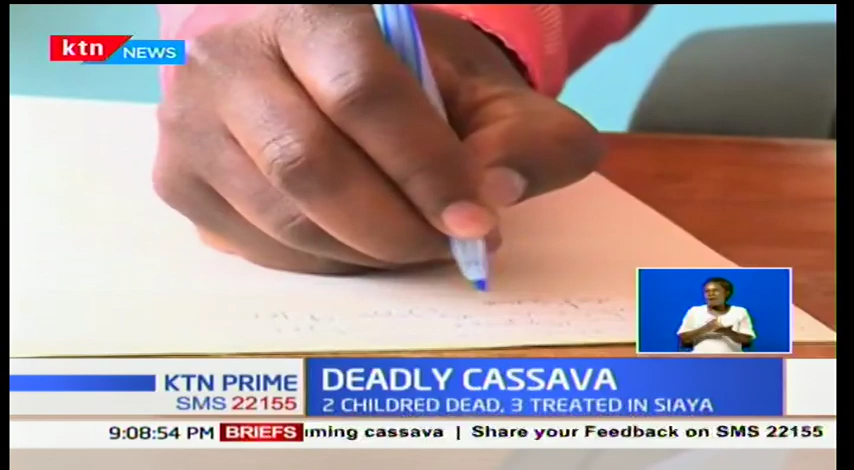 ktn NEWS
KTN PRIME
SMS 22155
DEADLY CASSAVA
2 CHILDRED DEAD, 3 TREATED IN SIAYA
9:08:54 PM BRIEFS iming cassava | Share your Feedback on SMS 22155